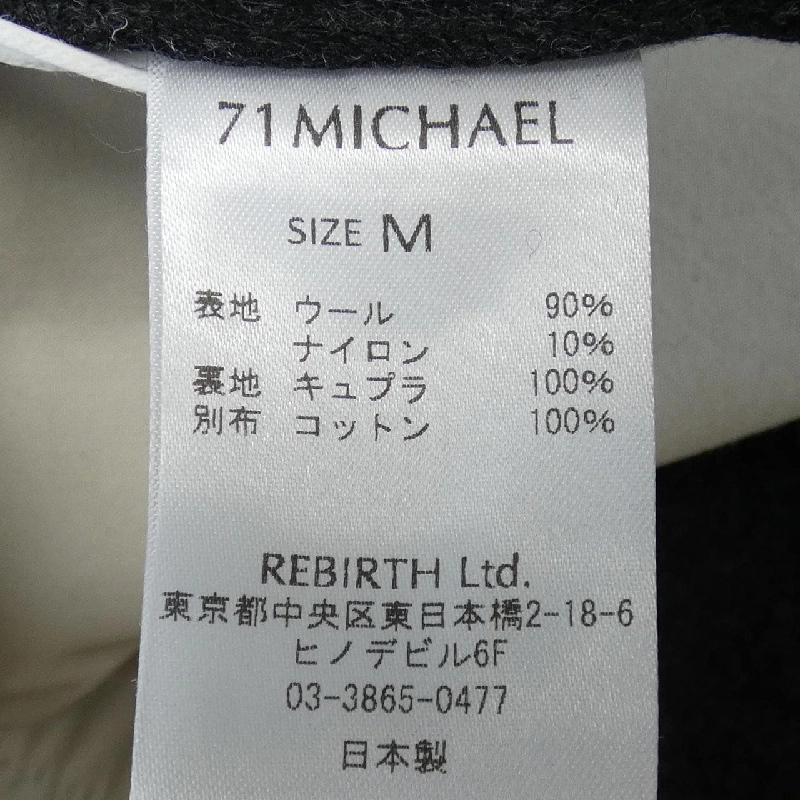 71MICHAEL
SIZE M
表地 ウール 90%
ナイロン 10%
裏地 キュプラ 100%
別布 コットン 100%
REBIRTH Ltd.
東京都中央区東日本橋2-18-6
ヒノデビル6F
03-3865-0477
日本製